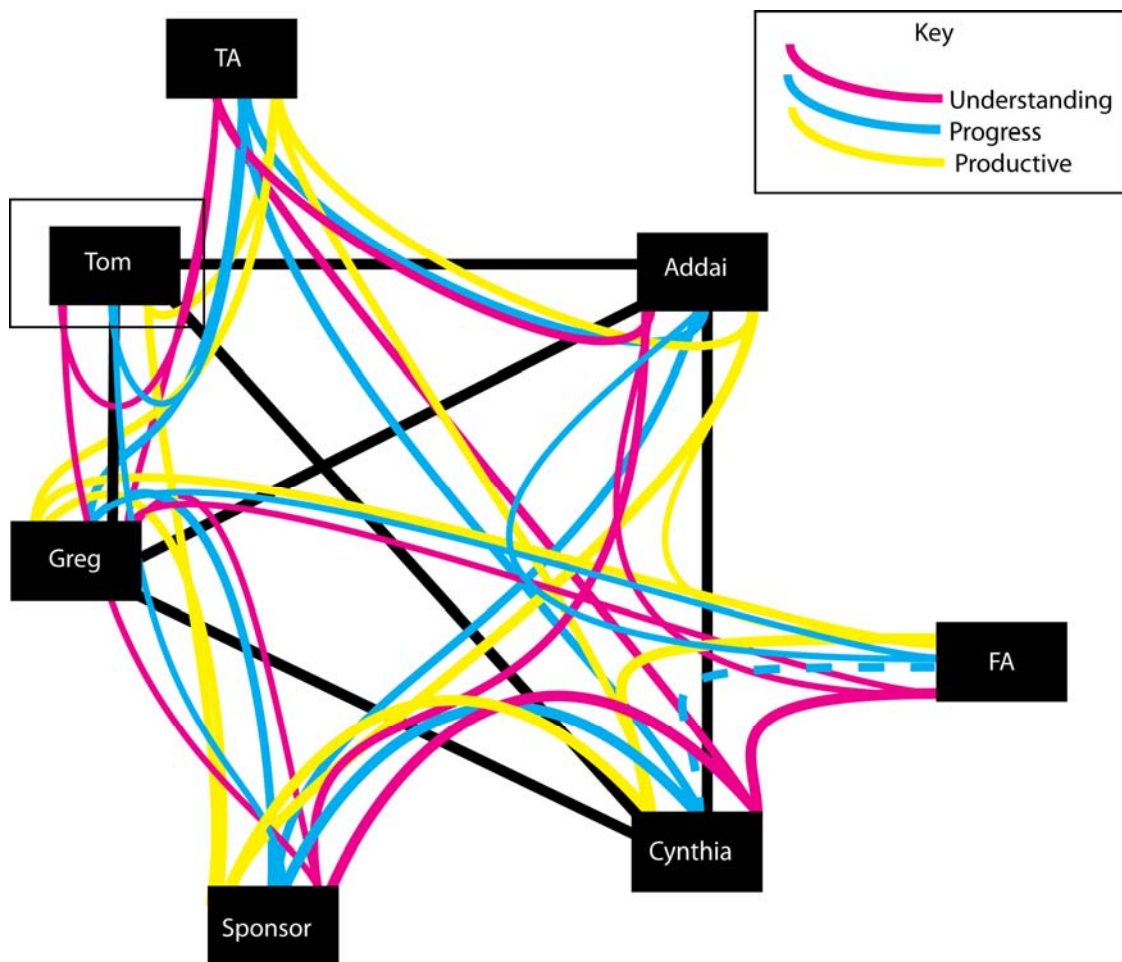 TA
Key
Understanding
Progress
Productive
Tom
Addai
Greg
FA
Cynthia
Sponsor